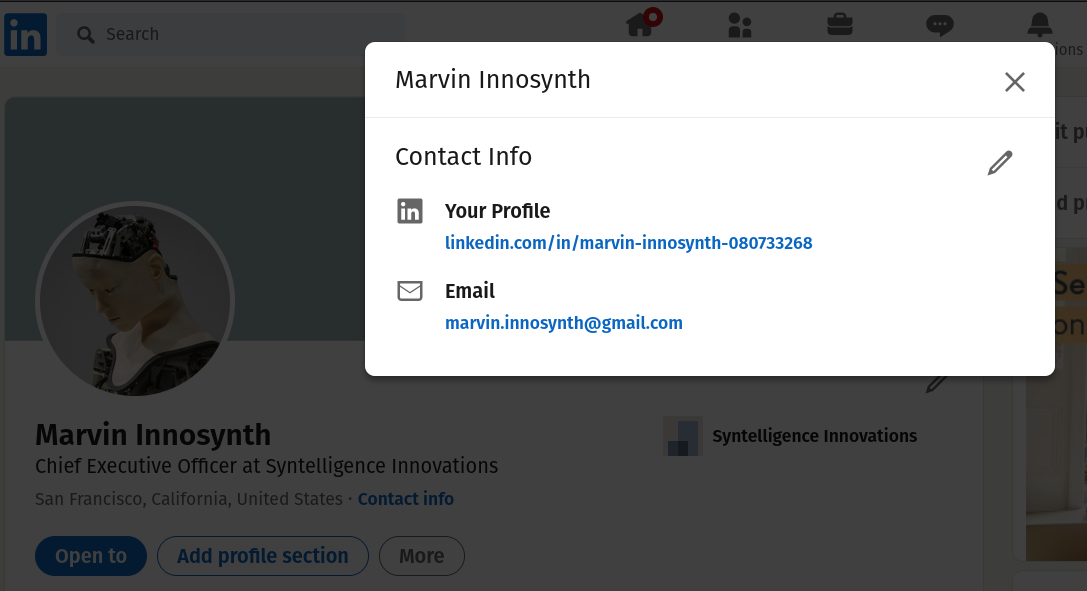 in
Search
ions
Marvin Innosynth
Contact Info
in
Your Profile
linkedin.com/in/marvin-innosynth-080733268
Email
marvin.innosynth@gmail.com
it p
d p
Se
on
Marvin Innosynth
Chief Executive Officer at Syntelligence Innovations
San Francisco, California, United States · Contact info
Syntelligence Innovations
Open to
Add profile section
More